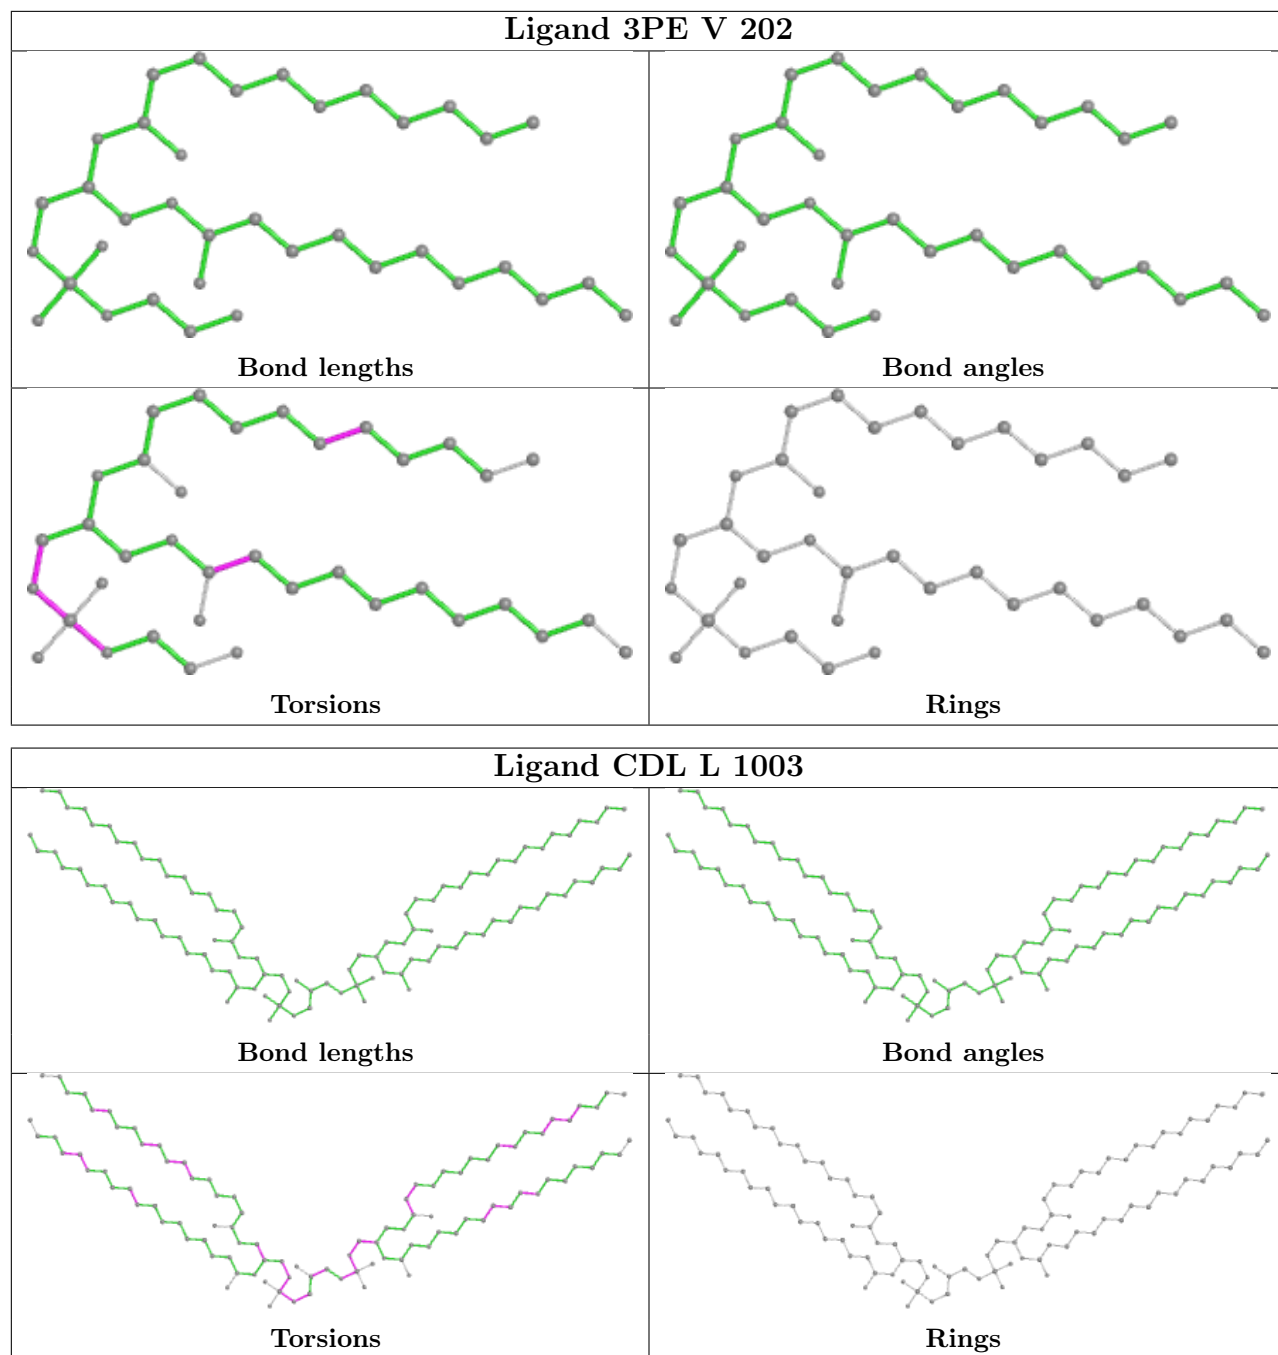 Ligand 3PE V 202
Bond lengths
Bond angles
Torsions
Rings
Ligand CDL L 1003
Bond lengths
Bond angles
Torsions
Rings